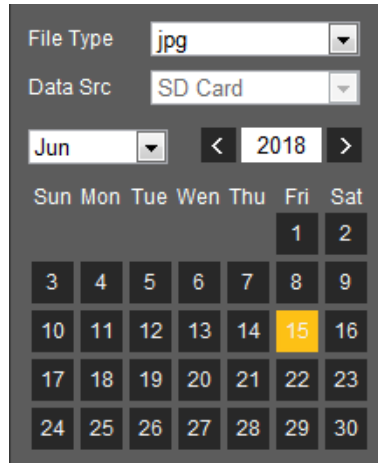 File Type jpg
Data Src SD Card
Jun < 2018 >
Sun Mon Tue Wen Thu Fri Sat
1 2
3 4 5 6 7 8 9
10 11 12 13 14 15 16
17 18 19 20 21 22 23
24 25 26 27 28 29 30